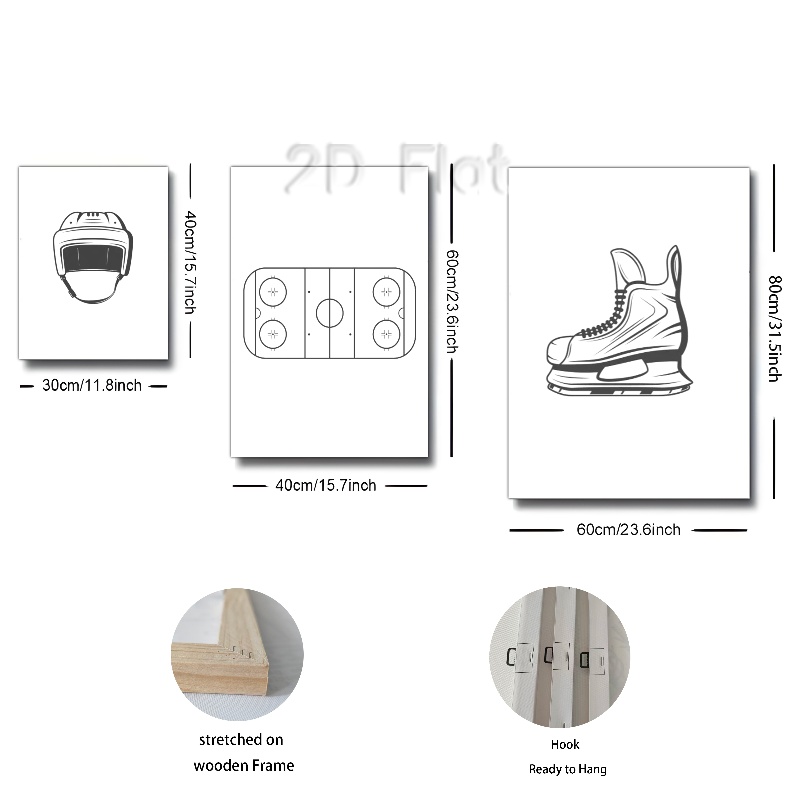 2D Flat
40cm/15.7inch
60cm/23.6inch
80cm/31.5inch
30cm/11.8inch
40cm/15.7inch
60cm/23.6inch
stretched on
wooden Frame
Hook
Ready to Hang